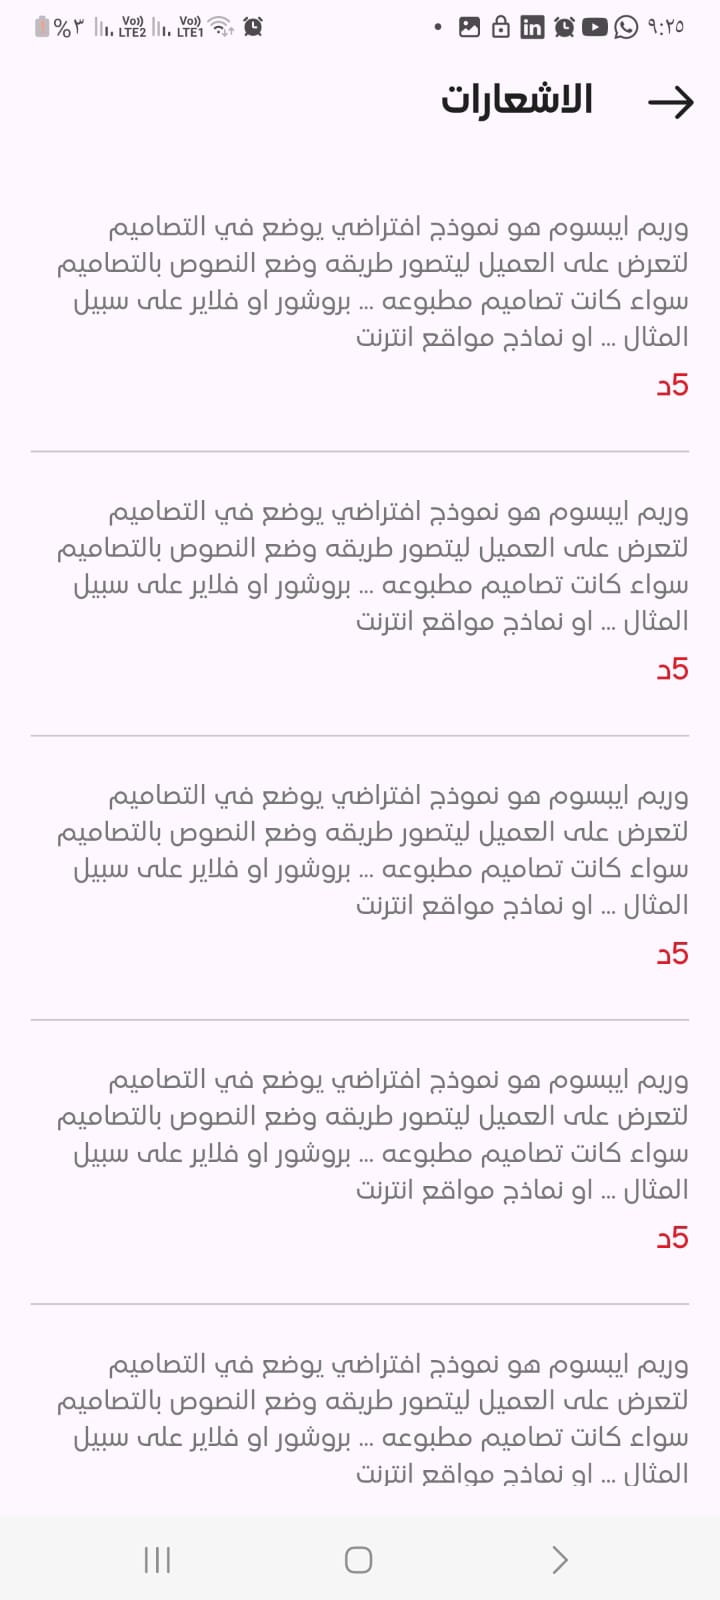 ٩:٢٥
%٣ Vo)) LTE2 Vo)) LTE1
الاشعارات
وريم ايبسوم هو نموذج افتراضي يوضع في التصاميم
لتعرض على العميل ليتصور طريقه وضع النصوص بالتصاميم
سواء كانت تصاميم مطبوعه ... بروشور او فلاير على سبيل
المثال ... او نماذج مواقع انترنت
5د
وريم ايبسوم هو نموذج افتراضي يوضع في التصاميم
لتعرض على العميل ليتصور طريقه وضع النصوص بالتصاميم
سواء كانت تصاميم مطبوعه ... بروشور او فلاير على سبيل
المثال ... او نماذج مواقع انترنت
5د
وريم ايبسوم هو نموذج افتراضي يوضع في التصاميم
لتعرض على العميل ليتصور طريقه وضع النصوص بالتصاميم
سواء كانت تصاميم مطبوعه ... بروشور او فلاير على سبيل
المثال ... او نماذج مواقع انترنت
5د
وريم ايبسوم هو نموذج افتراضي يوضع في التصاميم
لتعرض على العميل ليتصور طريقه وضع النصوص بالتصاميم
سواء كانت تصاميم مطبوعه ... بروشور او فلاير على سبيل
المثال ... او نماذج مواقع انترنت
5د
وريم ايبسوم هو نموذج افتراضي يوضع في التصاميم
لتعرض على العميل ليتصور طريقه وضع النصوص بالتصاميم
سواء كانت تصاميم مطبوعه ... بروشور او فلاير على سبيل
المثال ... او نماذج مواقع انترنت